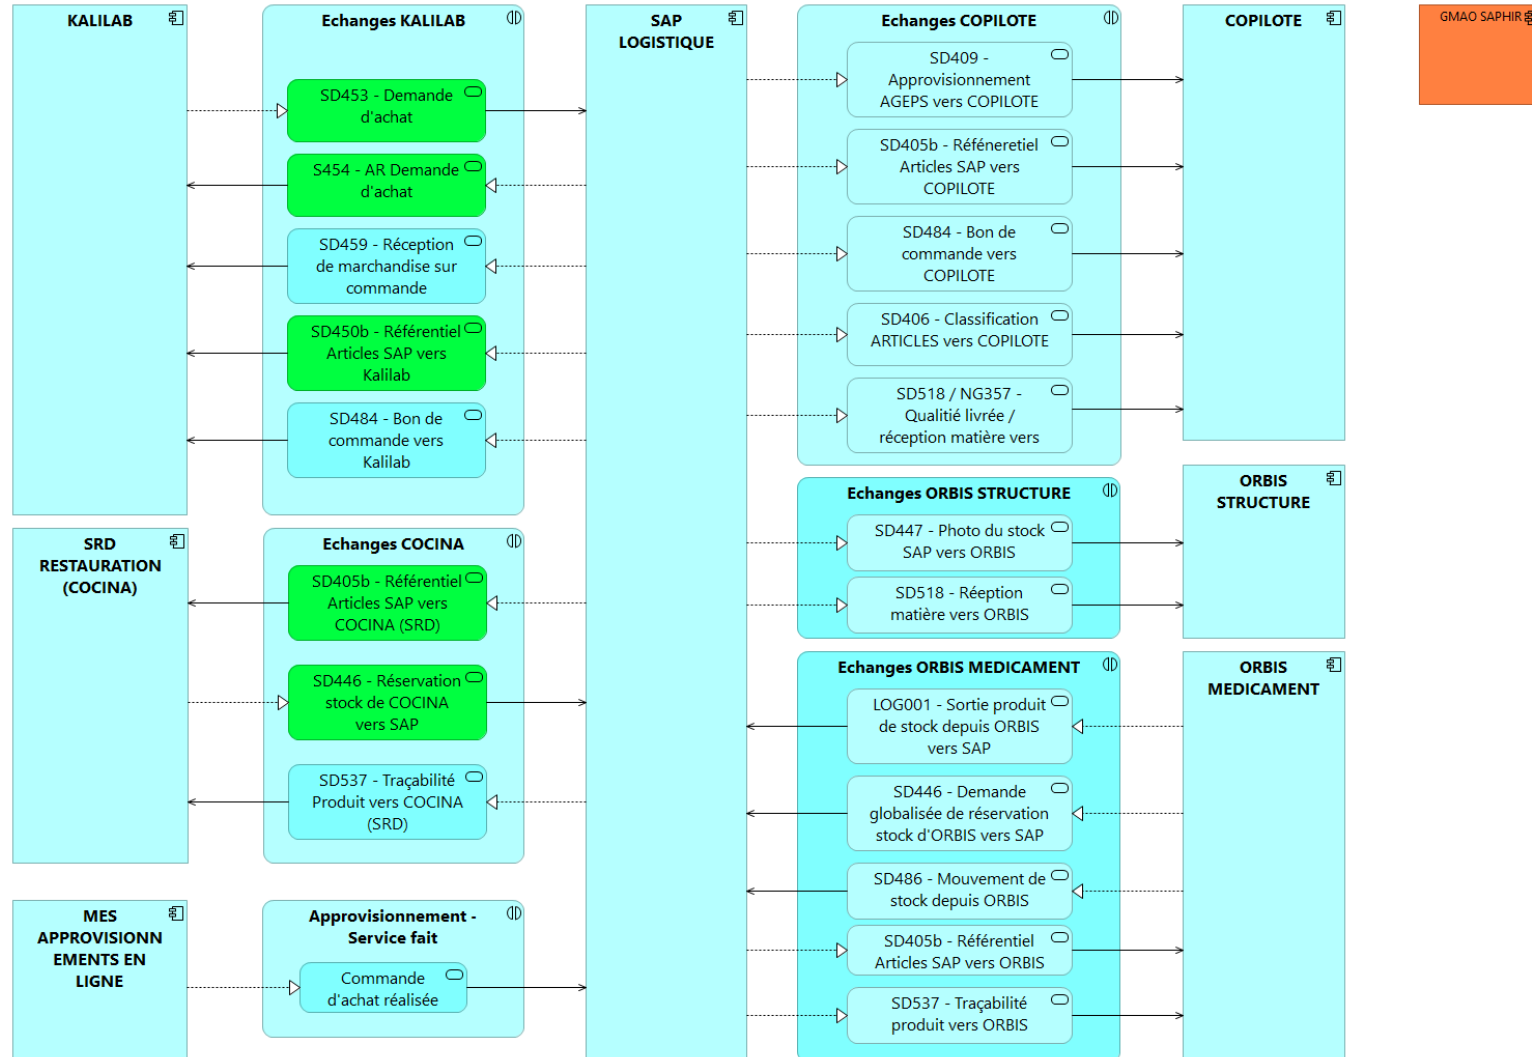 KALILAB
Echanges KALILAB
SD453 - Demande
d'achat
S454 - AR Demande
d'achat
SD459 - Réception
de marchandise sur
commande
SD450b - Référentiel
Articles SAP vers
Kalilab
SD484 - Bon de
commande vers
Kalilab
SRD
RESTAURATION
(COCINA)
Echanges COCINA
SD405b - Référentiel
Articles SAP vers
COCINA (SRD)
SD446 - Réservation
stock de COCINA
vers SAP
SD537 - Traçabilité
Produit vers COCINA
(SRD)
MES
APPROVISIONN
EMENTS EN
LIGNE
Approvisionnement -
Service fait
Commande
d'achat réalisée
SAP
LOGISTIQUE
Echanges COPILOTE
SD409 -
Approvisionnement
AGEPS vers COPILOTE
SD405b - Référeretiel
Articles SAP vers
COPILOTE
SD484 - Bon de
commande vers
COPILOTE
SD406 - Classification
ARTICLES vers COPILOTE
SD518 / NG357 -
Qualitié livrée /
réception matière vers
COPILOTE
Echanges ORBIS STRUCTURE
SD447 - Photo du stock
SAP vers ORBIS
SD518 - Réeption
matière vers ORBIS
ORBIS
STRUCTURE
Echanges ORBIS MEDICAMENT
LOG001 - Sortie produit
de stock depuis ORBIS
vers SAP
SD446 - Demande
globalisée de réservation
stock d'ORBIS vers SAP
SD486 - Mouvement de
stock depuis ORBIS
SD405b - Référentiel
Articles SAP vers ORBIS
SD537 - Traçabilité
produit vers ORBIS
ORBIS
MEDICAMENT
GMAO SAPHIR